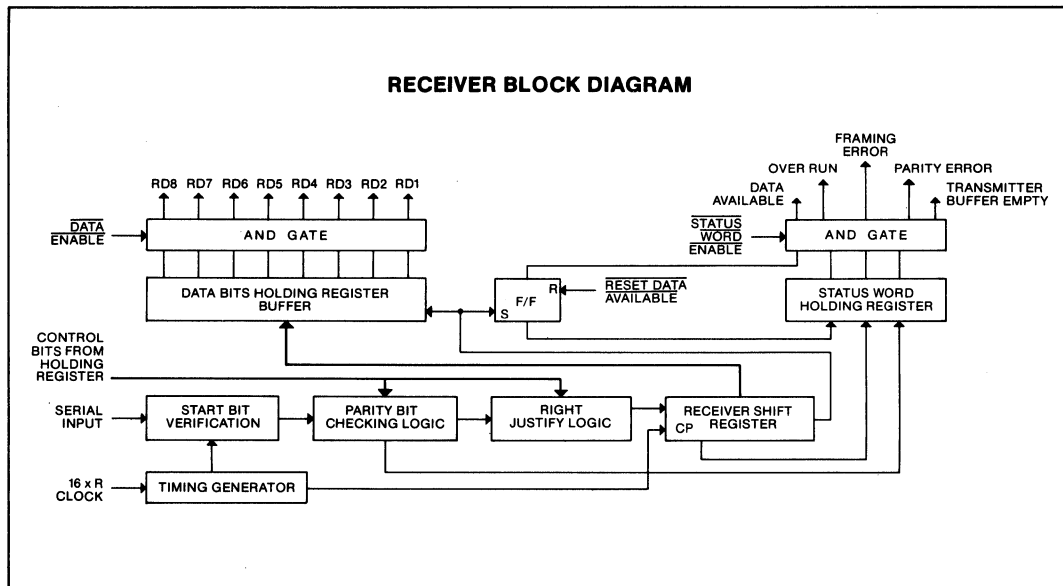 RECEIVER BLOCK DIAGRAM
FRAMING
ERROR
OVER RUN
PARITY ERROR
DATA
AVAILABLE
TRANSMITTER
BUFFER EMPTY
RD8 RD7 RD6 RD5 RD4 RD3 RD2 RD1
DATA
ENABLE
AND GATE
STATUS
WORD
ENABLE
AND GATE
DATA BITS HOLDING REGISTER
BUFFER
R
F/F
S
RESET DATA
AVAILABLE
STATUS WORD
HOLDING REGISTER
CONTROL
BITS FROM
HOLDING
REGISTER
SERIAL
INPUT
START BIT
VERIFICATION
PARITY BIT
CHECKING LOGIC
RIGHT
JUSTIFY LOGIC
RECEIVER SHIFT
REGISTER
CP
16 x R
CLOCK
TIMING GENERATOR